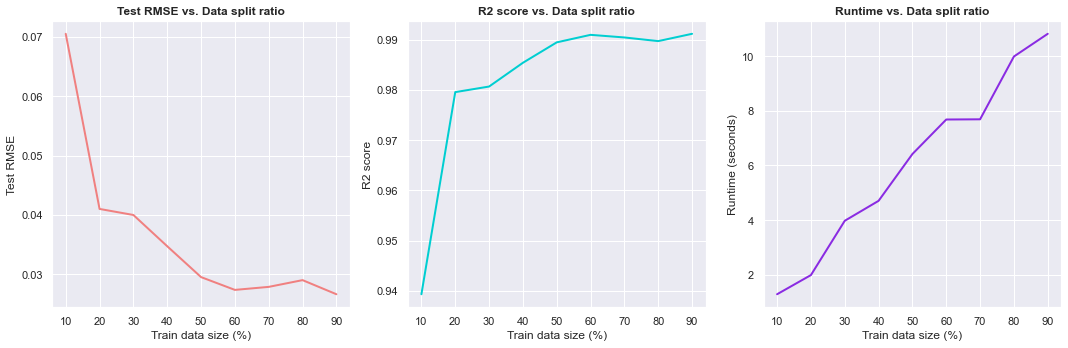 Test RMSE vs. Data split ratio
0.07
0.06
0.05
0.04
0.03
Test RMSE
10 20 30 40 50 60 70 80 90
Train data size (%)
R2 score vs. Data split ratio
0.99
0.98
0.97
0.96
0.95
0.94
R2 score
10 20 30 40 50 60 70 80 90
Train data size (%)
Runtime vs. Data split ratio
10
8
6
4
2
Runtime (seconds)
10 20 30 40 50 60 70 80 90
Train data size (%)